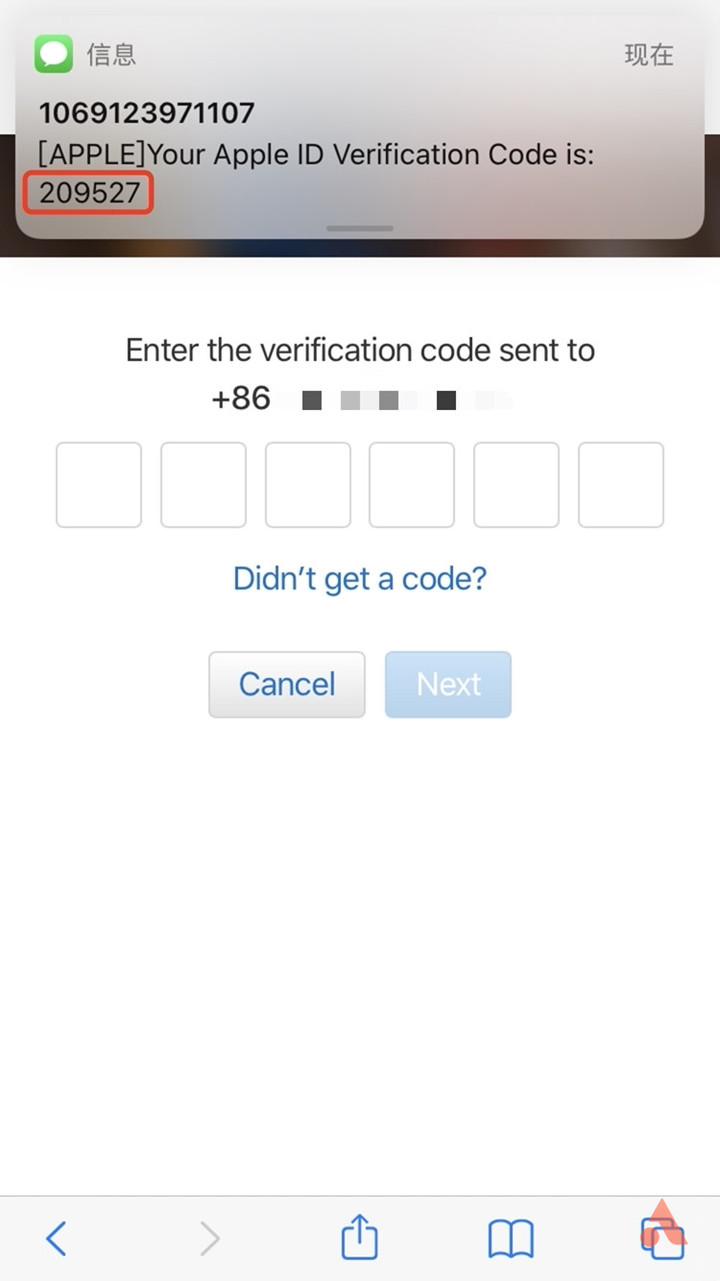 信息 现在
1069123971107
[APPLE]Your Apple ID Verification Code is:
209527
Enter the verification code sent to
+86
Didn’t get a code?
Cancel Next